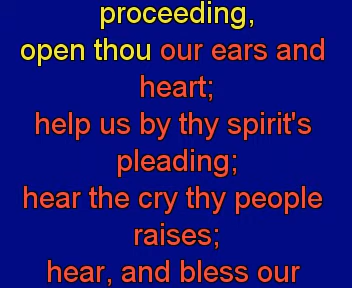 proceeding,
open thou our ears and
heart;
help us by thy spirit's
pleading;
hear the cry thy people
raises;
hear, and bless our